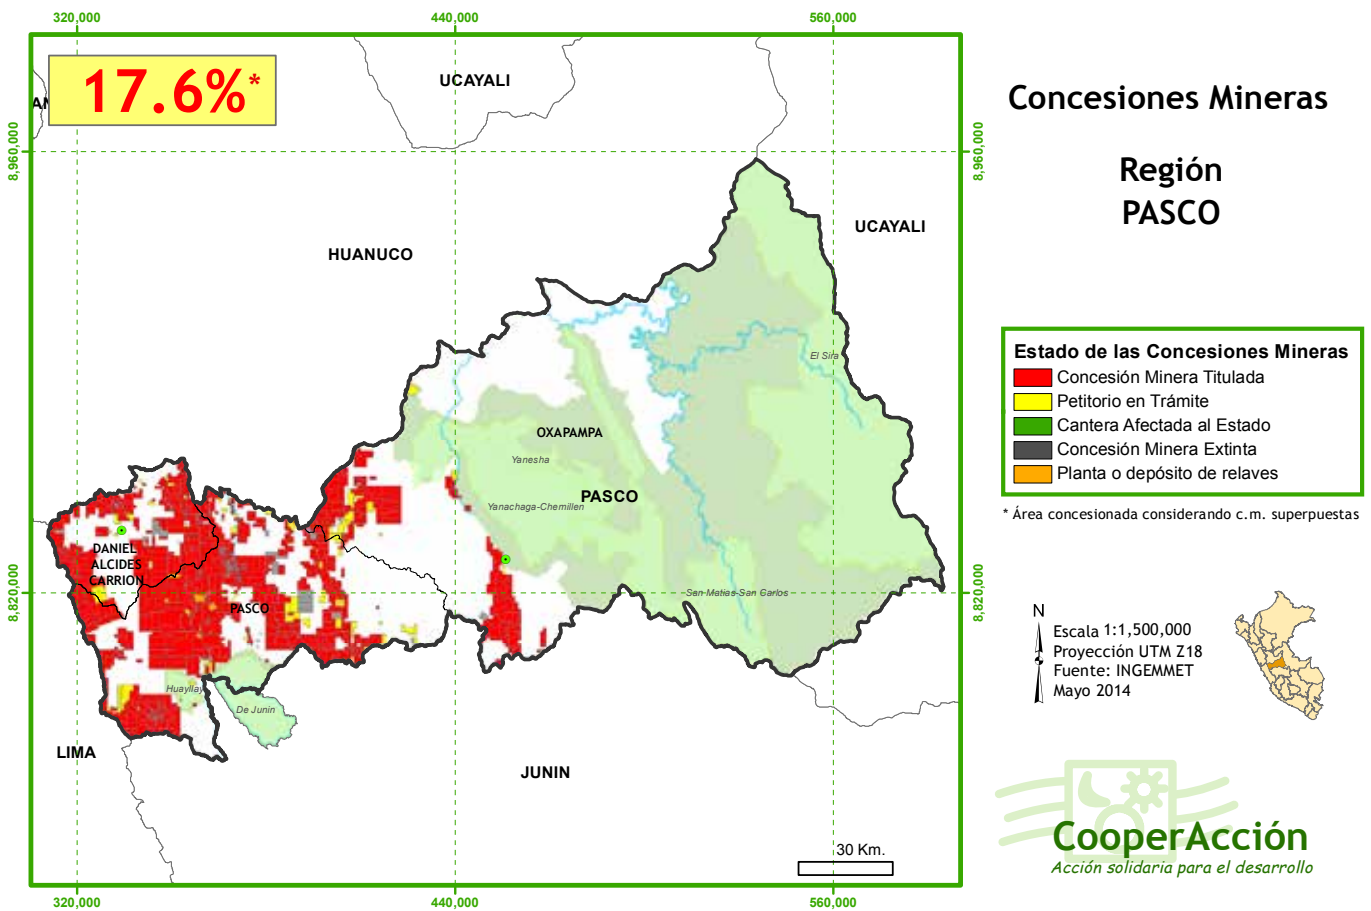 320,000
440,000
560,000
17.6%*
UCAYALI
Concesiones Mineras
Región
PASCO
8,960,000
8,960,000
UCAYALI
HUANUCO
El Sira
OXAPAMPA
Yanesha
PASCO
Yanachaga-Chemillen
DANIEL
ALCIDES
CARRION
PASCO
San Matias-San Carlos
8,820,000
8,820,000
Huayllay
De Junin
LIMA
JUNIN
30 Km.
320,000
440,000
560,000
Estado de las Concesiones Mineras
Concesión Minera Titulada
Petitorio en Trámite
Cantera Afectada al Estado
Concesión Minera Extinta
Planta o depósito de relaves
* Área concesionada considerando c.m. superpuestas
N
Escala 1:1,500,000
Proyección UTM Z18
Fuente: INGEMMET
Mayo 2014
CooperAcción
Acción solidaria para el desarrollo